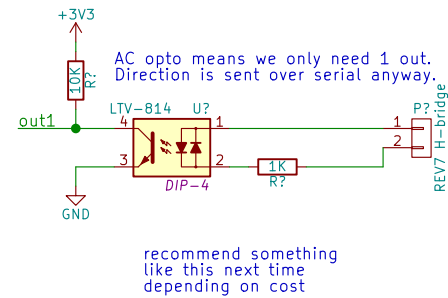 +3V3
AC opto means we only need 1 out.
Direction is sent over serial anyway.
10K
R?
LTV-814
U?
P?
out1
4
1
1
3
2
2
1K
R?
DIP-4
REV7 H-bridge
GND
recommend something
like this next time
depending on cost